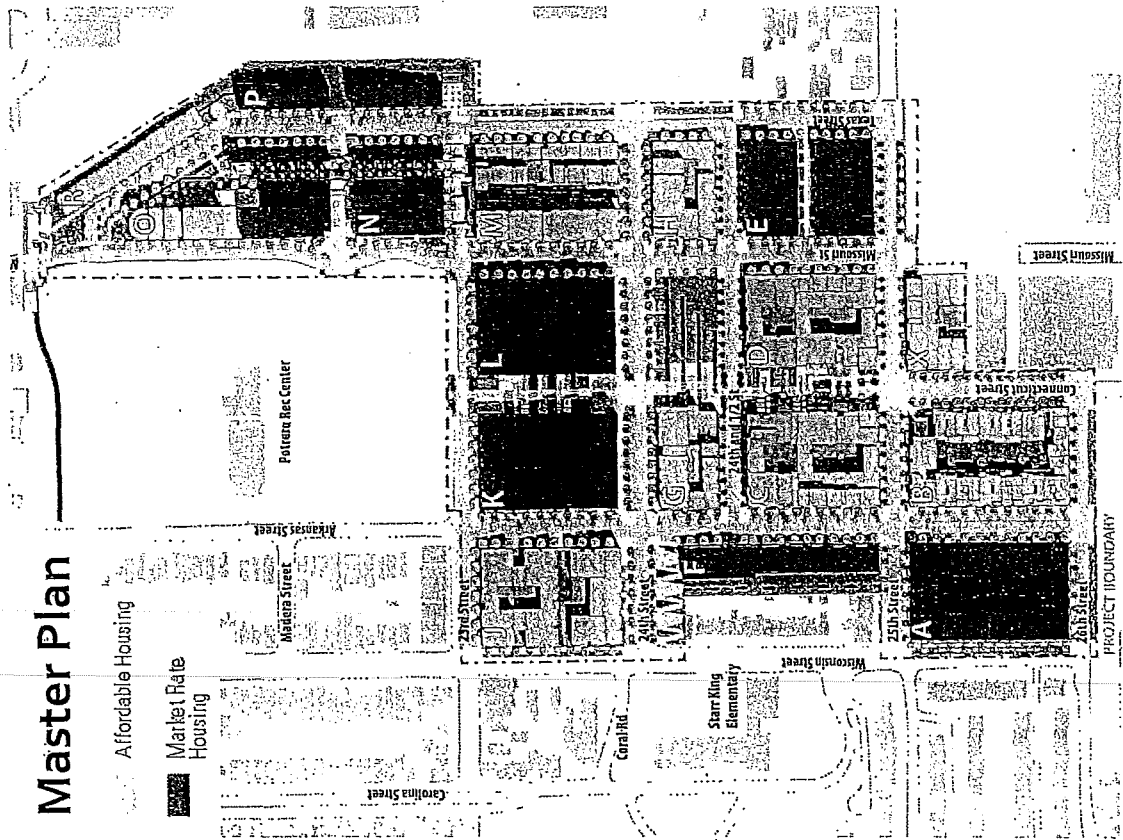 Master Plan
Affordable Housing
Market Rate
Housing
Potrero Rec Center
Arkansas Street
Madera Street
Carolina Street
Coral Rd
Starr King
Elementary
Wisconsin Street
23rd Street
24th Street
24th and 1/2 St
25th Street
26th Street
Connecticut Street
Missouri St
Missouri Street
Texas Street
PROJECT BOUNDARY
R
O
P
N
M
L
K
J
H
G
E
D
C
B
X
A